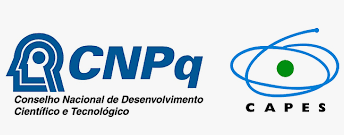 CNPq
Conselho Nacional de Desenvolvimento
Científico e Tecnológico
CAPES